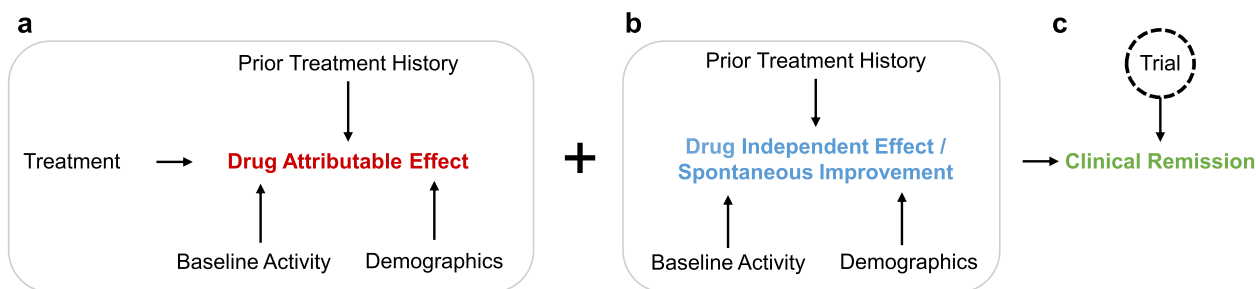 a
Prior Treatment History
Treatment
Drug Attributable Effect
Baseline Activity
Demographics
+
b
Prior Treatment History
Drug Independent Effect /
Spontaneous Improvement
Baseline Activity
Demographics
c
Trial
Clinical Remission